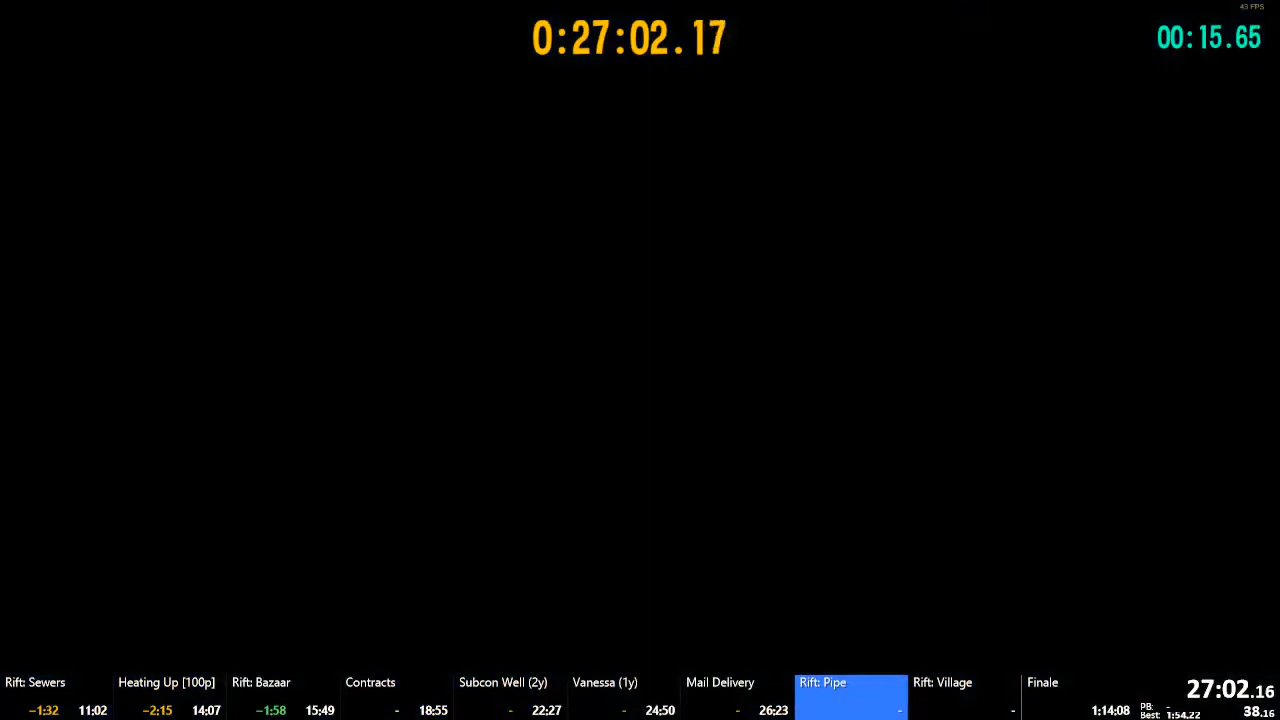 43 FPS
0:27:02.17
00:15.65
Rift: Sewers
−1:32 11:02
Heating Up [100p]
−2:15 14:07
Rift: Bazaar
−1:58 15:49
Contracts
- 18:55
Subcon Well (2y)
- 22:27
Vanessa (1y)
- 24:50
Mail Delivery
- 26:23
Rift: Pipe
-
Rift: Village
-
Finale
1:14:08
27:02.16
PB: -
Best: 1:54.22
38.16